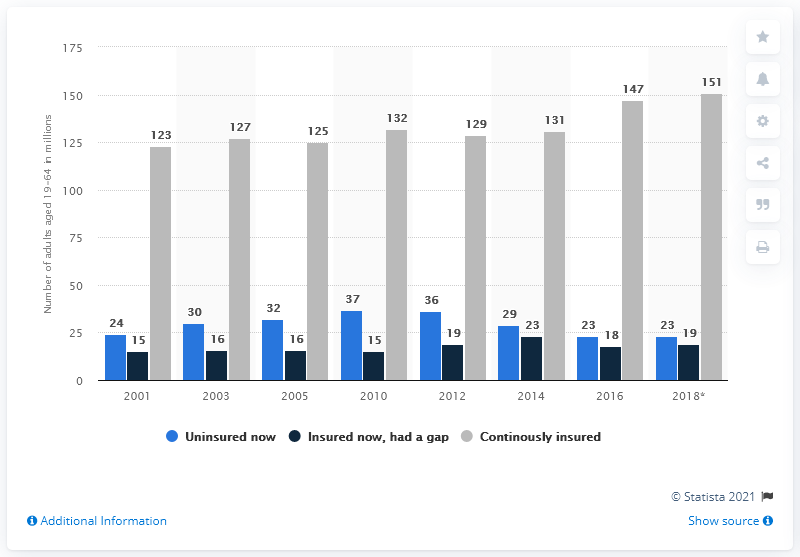 175
150
125
100
75
50
25
0
Number of adults aged 19-64 in millions
24 15 123
30 16 127
32 16 125
37 15 132
36 19 129
29 23 131
23 18 147
23 19 151
2001 2003 2005 2010 2012 2014 2016 2018*
Uninsured now Insured now, had a gap Continously insured
© Statista 2021
Additional Information Show source